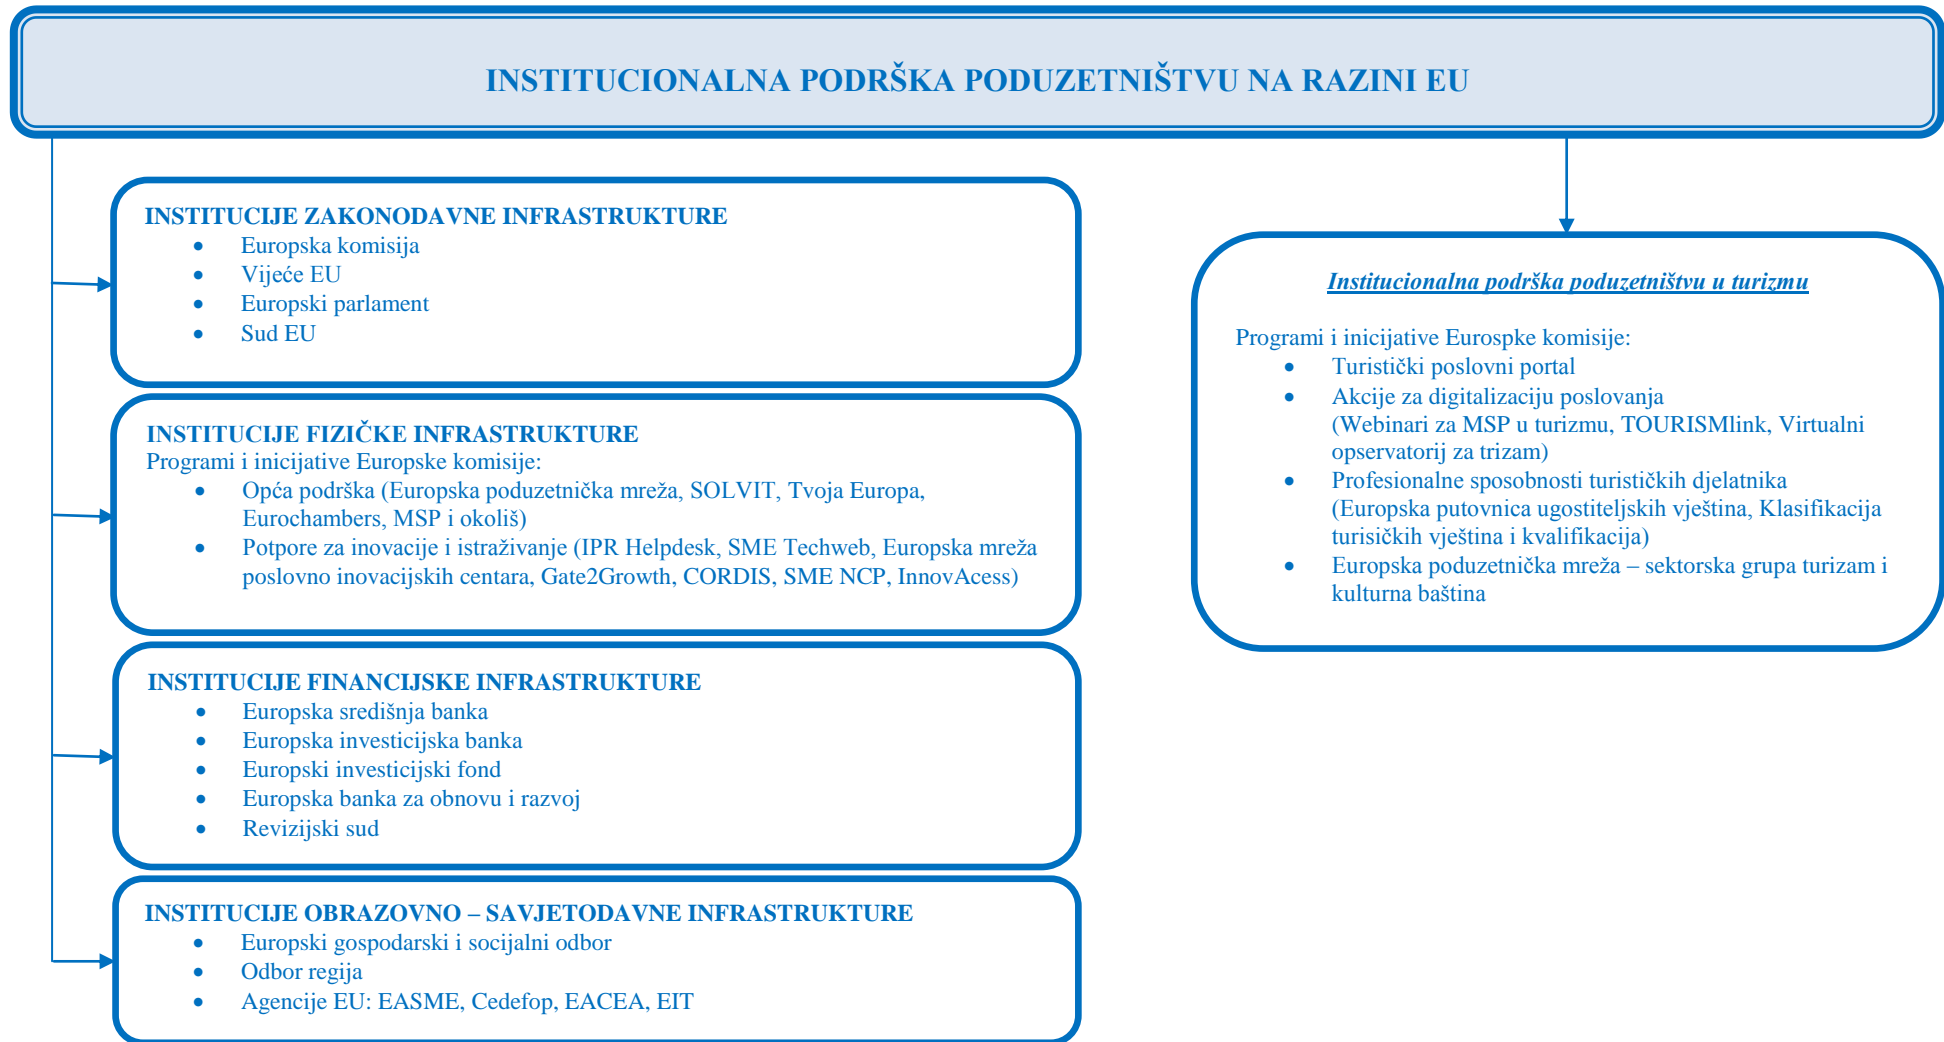 INSTITUCIONALNA PODRŠKA PODUZETNIŠTVU NA RAZINI EU
INSTITUCIJE ZAKONODAVNE INFRASTRUKTURE
• Europska komisija
• Vijeće EU
• Europski parlament
• Sud EU
INSTITUCIJE FIZIČKE INFRASTRUKTURE
Programi i inicijative Europske komisije:
• Opća podrška (Europska poduzetnička mreža, SOLVIT, Tvoja Europa,
Eurochambers, MSP i okoliš)
• Potpore za inovacije i istraživanje (IPR Helpdesk, SME Techweb, Europska mreža
poslovno inovacijskih centara, Gate2Growth, CORDIS, SME NCP, InnovAcess)
INSTITUCIJE FINANCIJSKE INFRASTRUKTURE
• Europska središnja banka
• Europska investicijska banka
• Europski investicijski fond
• Europska banka za obnovu i razvoj
• Revizijski sud
INSTITUCIJE OBRAZOVNO – SAVJETODAVNE INFRASTRUKTURE
• Europski gospodarski i socijalni odbor
• Odbor regija
• Agencije EU: EASME, Cedefop, EACEA, EIT
Institucionalna podrška poduzetništvu u turizmu
Programi i inicijative Eurospke komisije:
• Turistički poslovni portal
• Akcije za digitalizaciju poslovanja
(Webinari za MSP u turizmu, TOURISMlink, Virtualni
opservatorij za trizam)
• Profesionalne sposobnosti turističkih djelatnika
(Europska putovnica ugostiteljskih vještina, Klasifikacija
turisičkih vještina i kvalifikacija)
• Europska poduzetnička mreža – sektorska grupa turizam i
kulturna baština